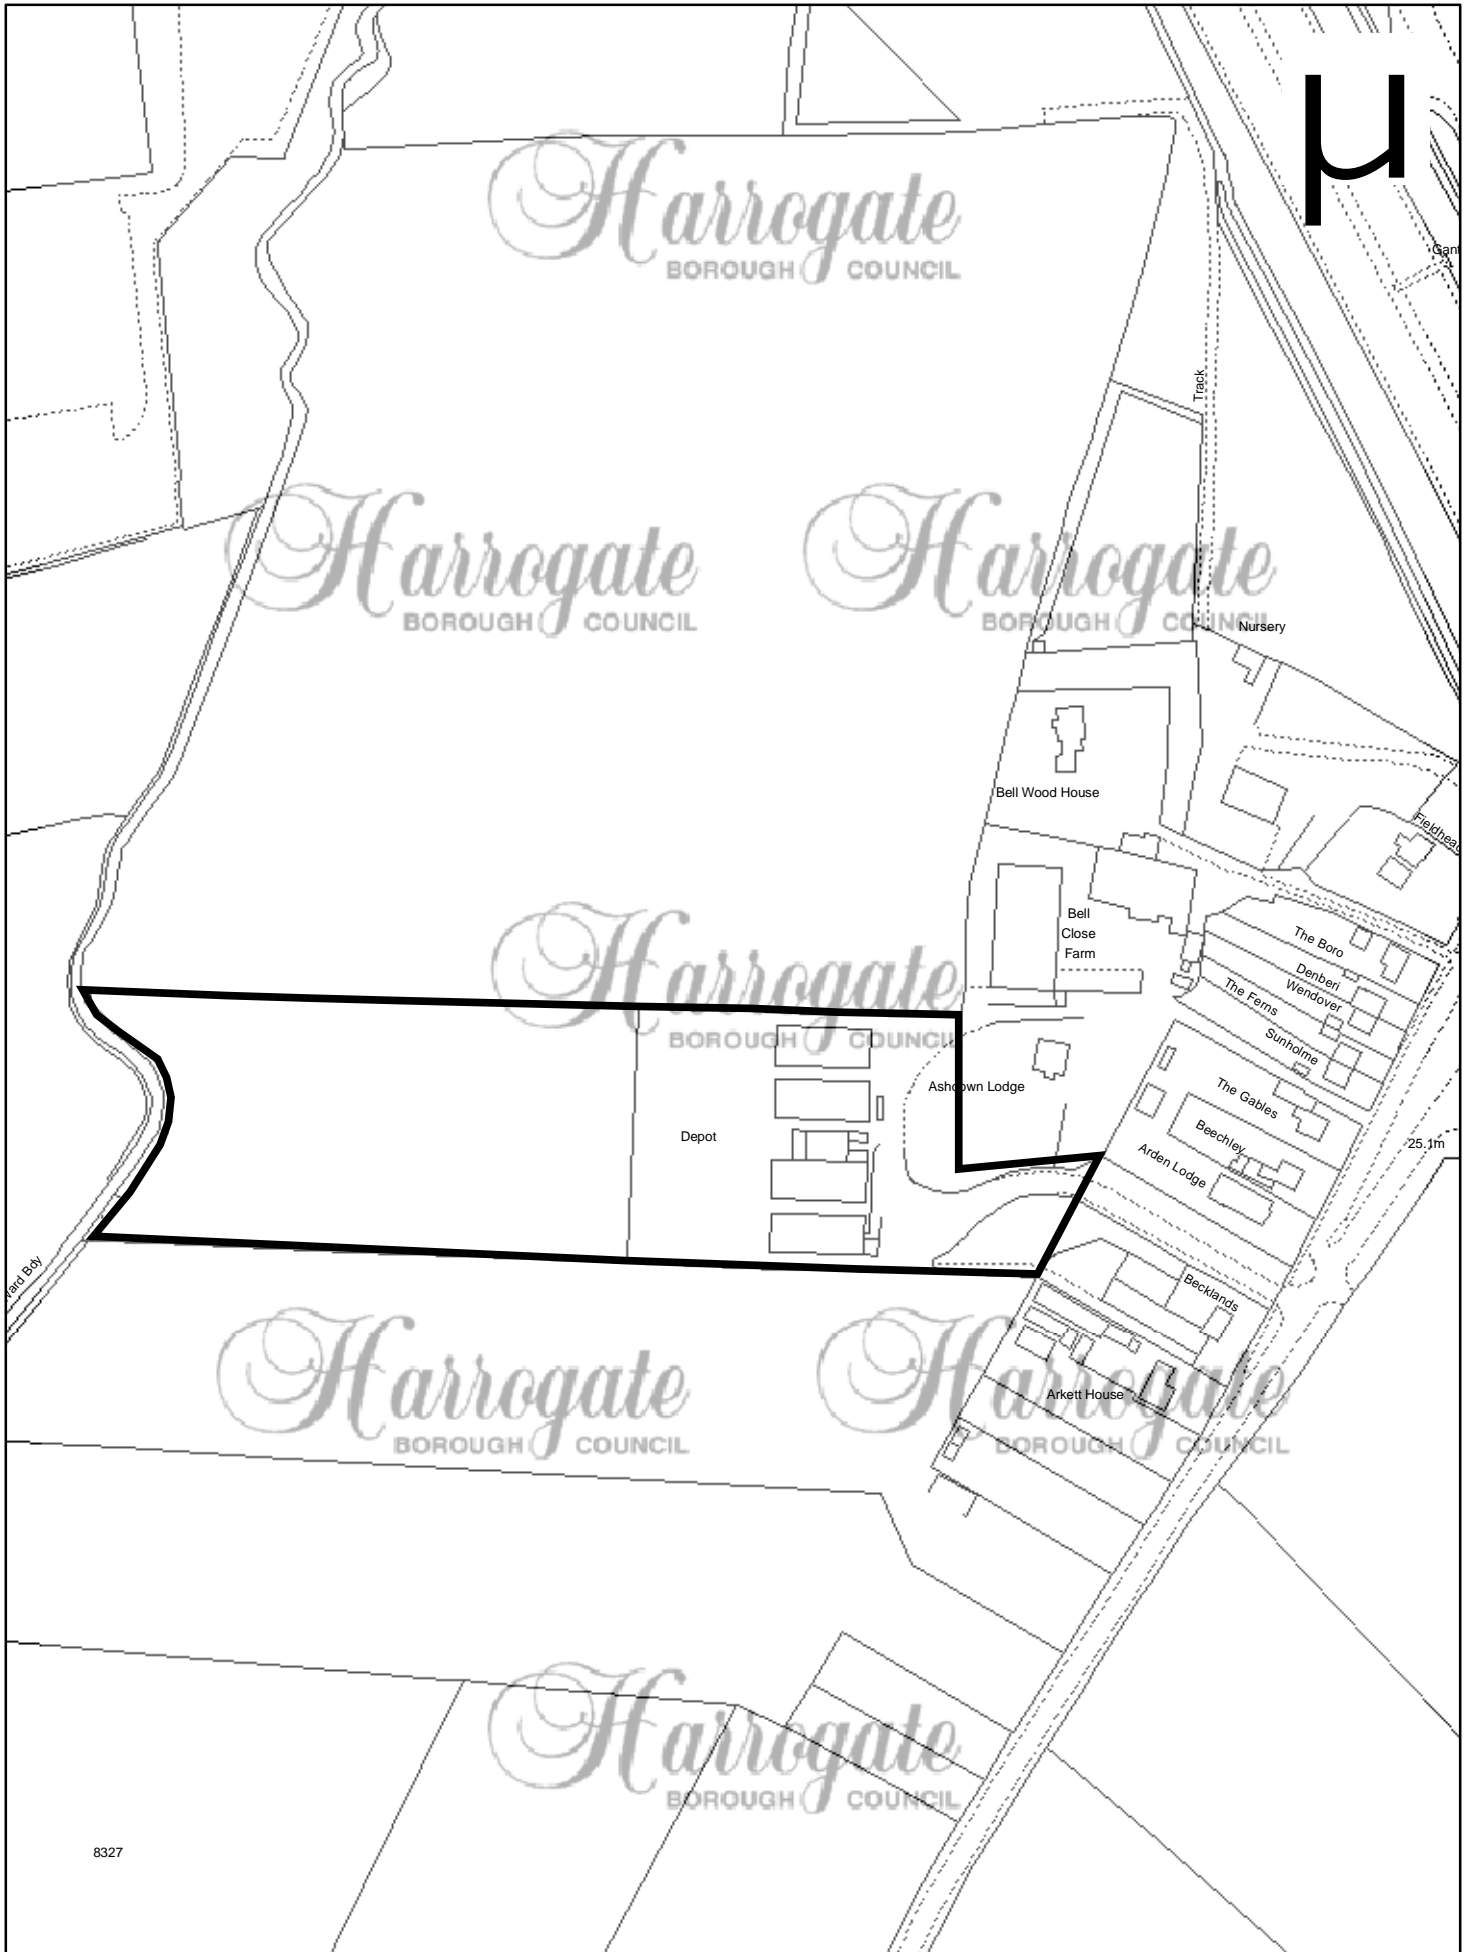 µ
Harrogate
BOROUGH COUNCIL
Gant
Track
Harrogate
BOROUGH COUNCIL
Harrogate
BOROUGH COUNCIL
Nursery
Bell Wood House
Fieldhead
Bell
Close
Farm
The Boro
Denberi
Wendover
The Ferns
Sunholme
Harrogate
BOROUGH COUNCIL
Ashdown Lodge
The Gables
Depot
Beechley
25.1m
Arden Lodge
Ward Bdy
Becklands
Harrogate
BOROUGH COUNCIL
Harrogate
BOROUGH COUNCIL
Arkett House
Harrogate
BOROUGH COUNCIL
8327